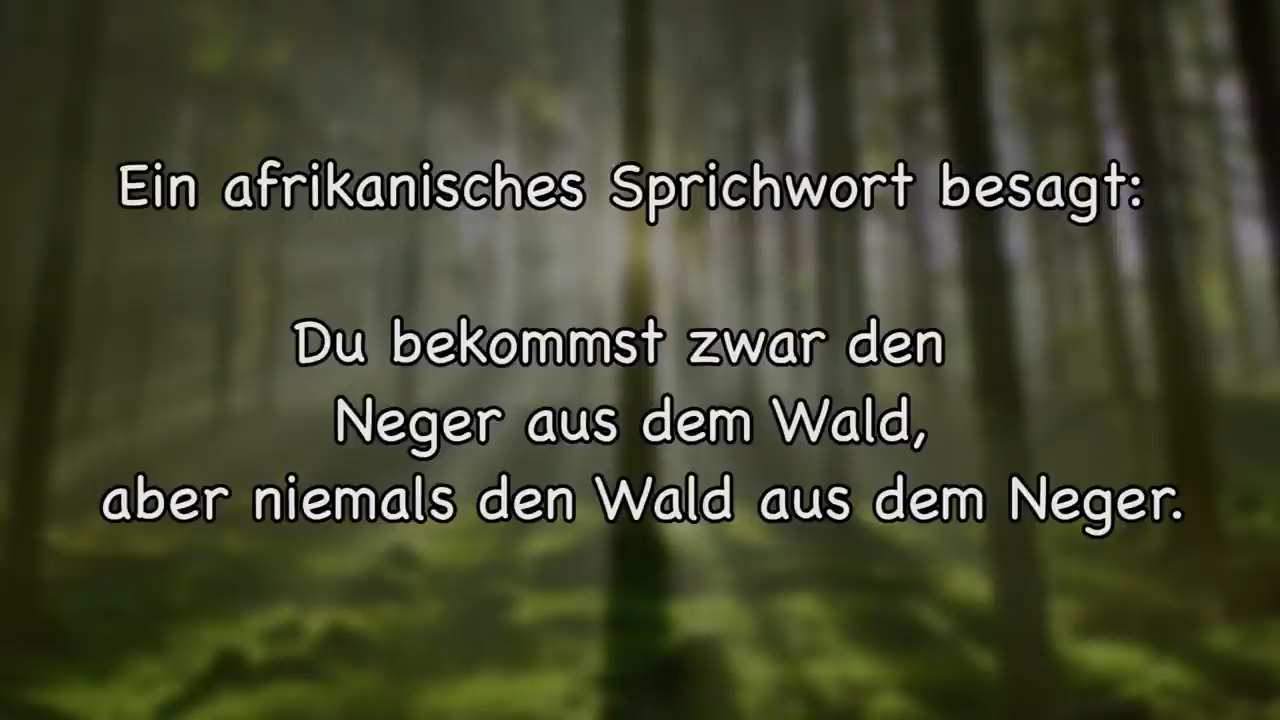 Ein afrikanisches Sprichwort besagt:
Du bekommst zwar den
Neger aus dem Wald,
aber niemals den Wald aus dem Neger.